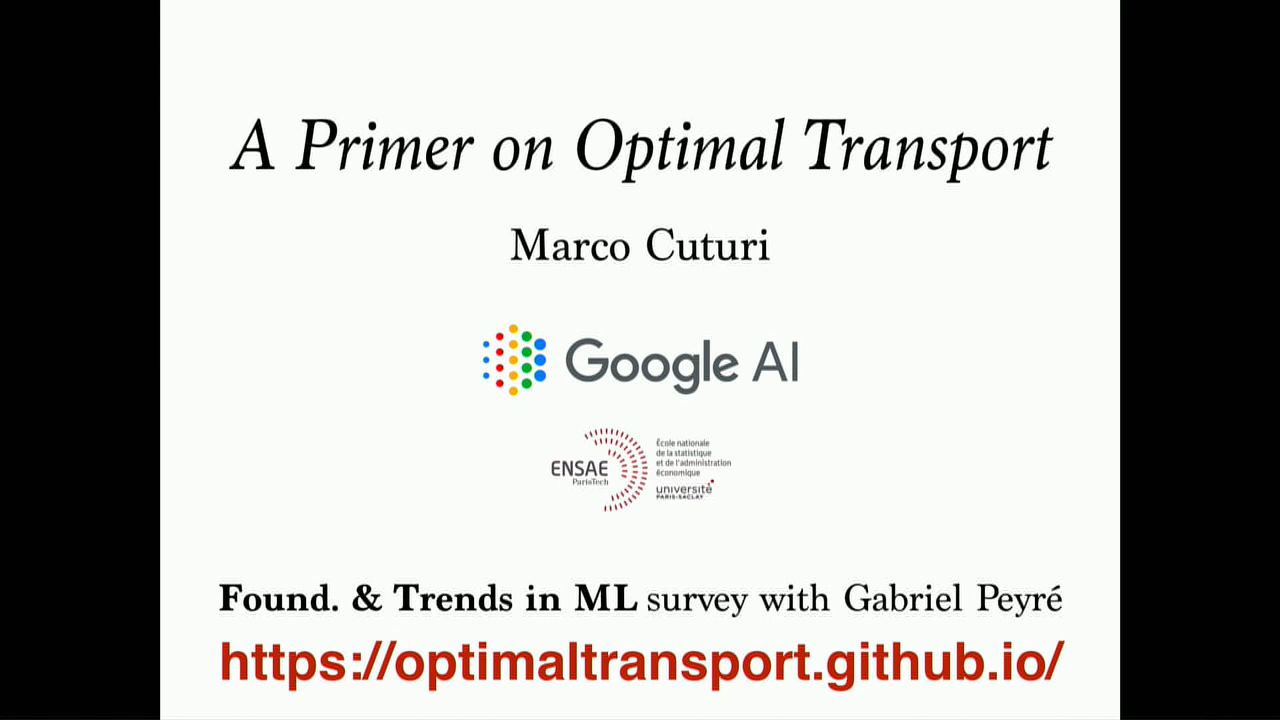 A Primer on Optimal Transport
Marco Cuturi
Google AI
ENSAE
ParisTech
École nationale
de la statistique
et de l'administration
économique
université
PARIS-SACLAY
Found. & Trends in ML survey with Gabriel Peyré
https://optimaltransport.github.io/